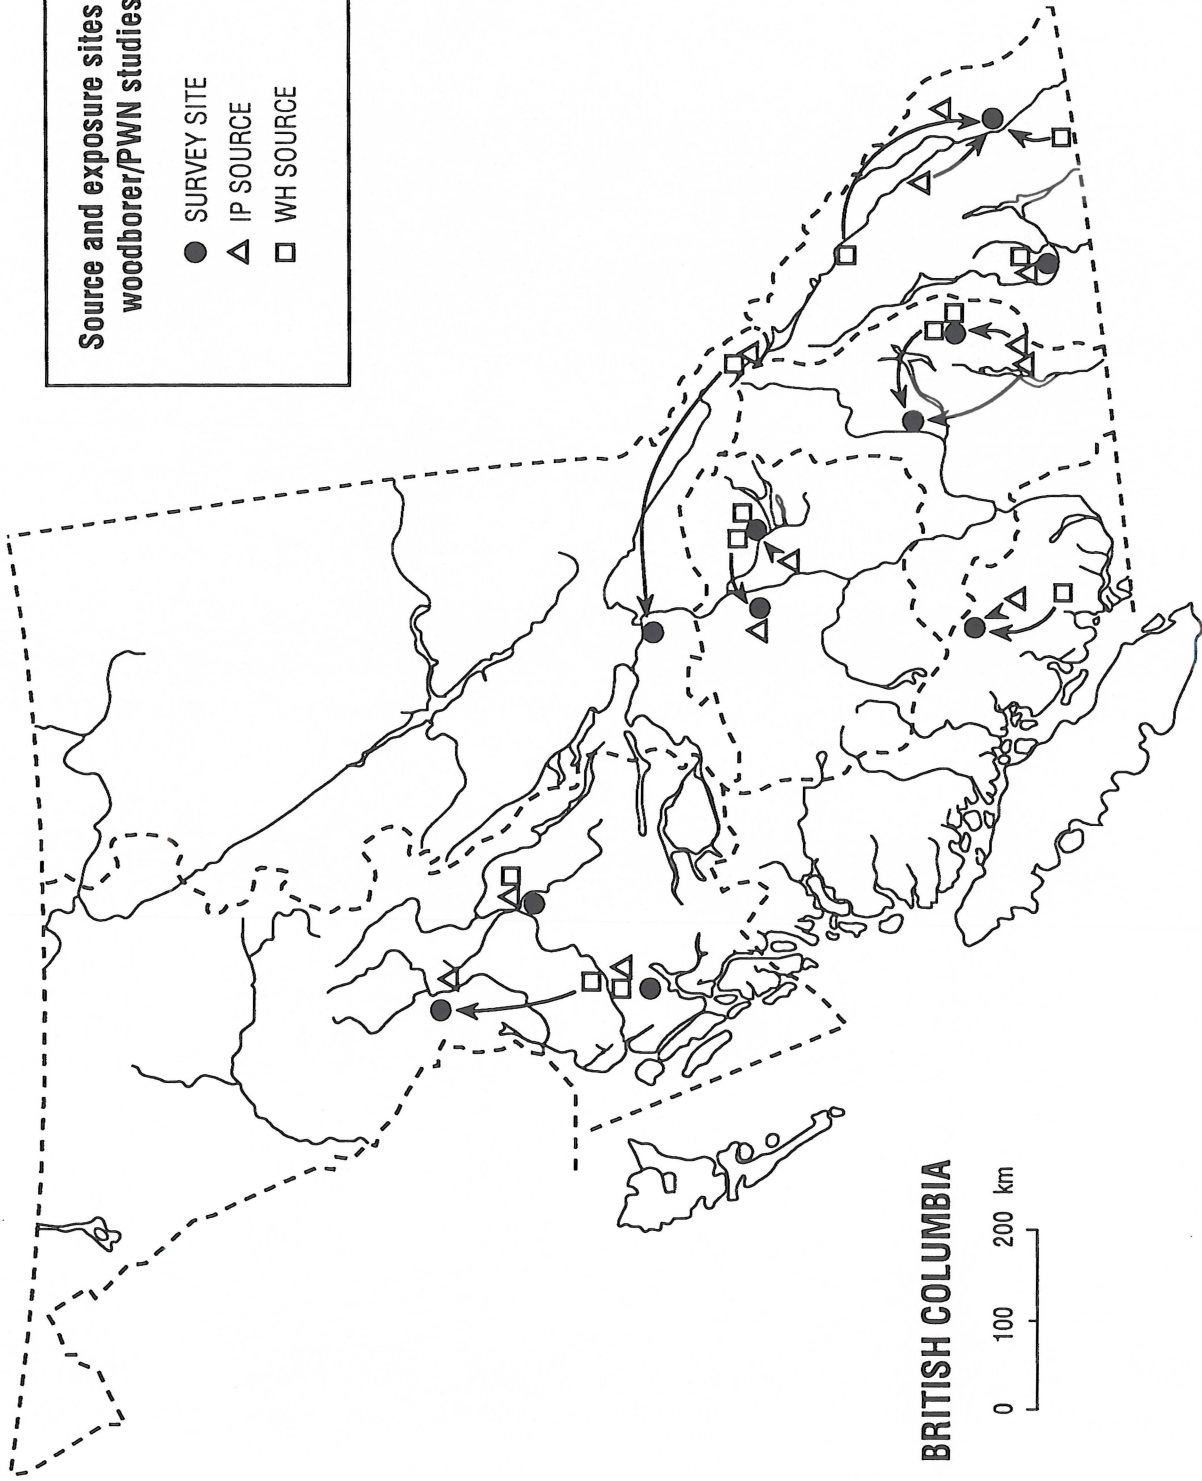 Source and exposure sites
woodborer/PWN studies
SURVEY SITE
IP SOURCE
WH SOURCE
BRITISH COLUMBIA
0 100 200 km